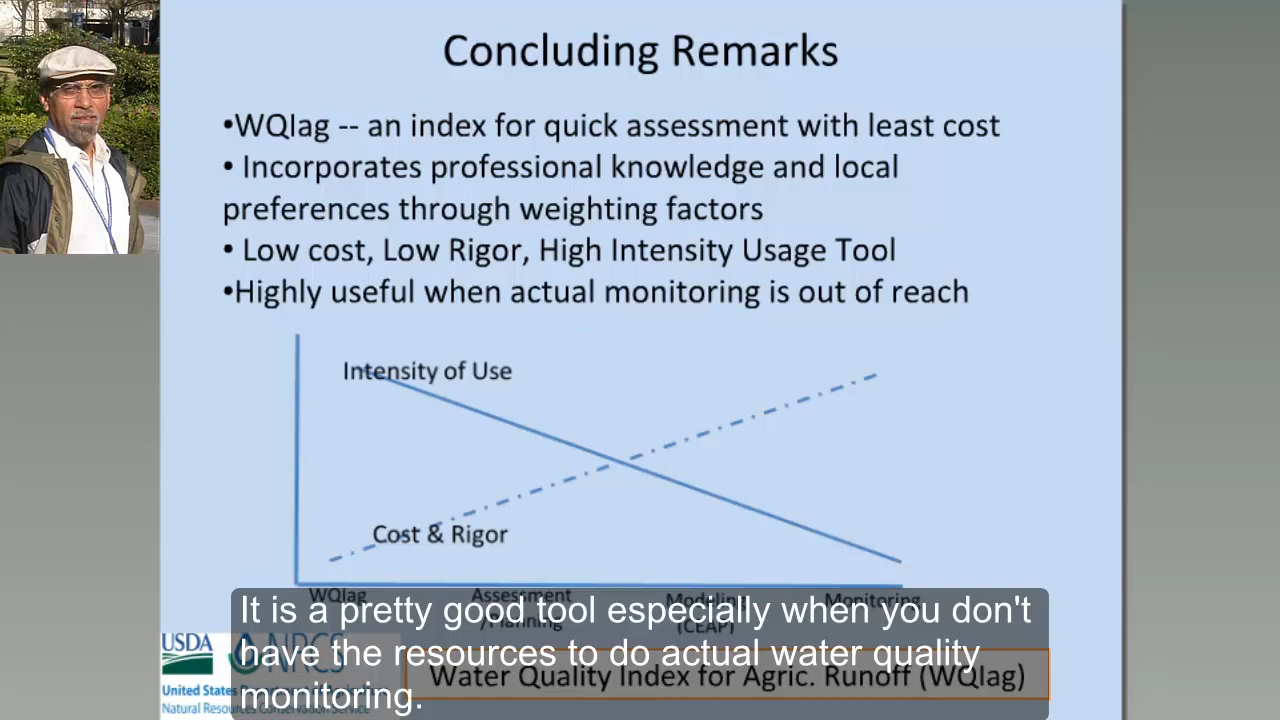 Concluding Remarks
•WQIag -- an index for quick assessment with least cost
• Incorporates professional knowledge and local
preferences through weighting factors
• Low cost, Low Rigor, High Intensity Usage Tool
•Highly useful when actual monitoring is out of reach
Intensity of Use
Cost & Rigor
WQIag
Assessment
/Planning
Modeling
(CEAP)
Monitoring
It is a pretty good tool especially when you don't
have the resources to do actual water quality
monitoring.
USDA
NRCS
United States Department of
Natural Resources Conservation Service
Water Quality Index for Agric. Runoff (WQIag)